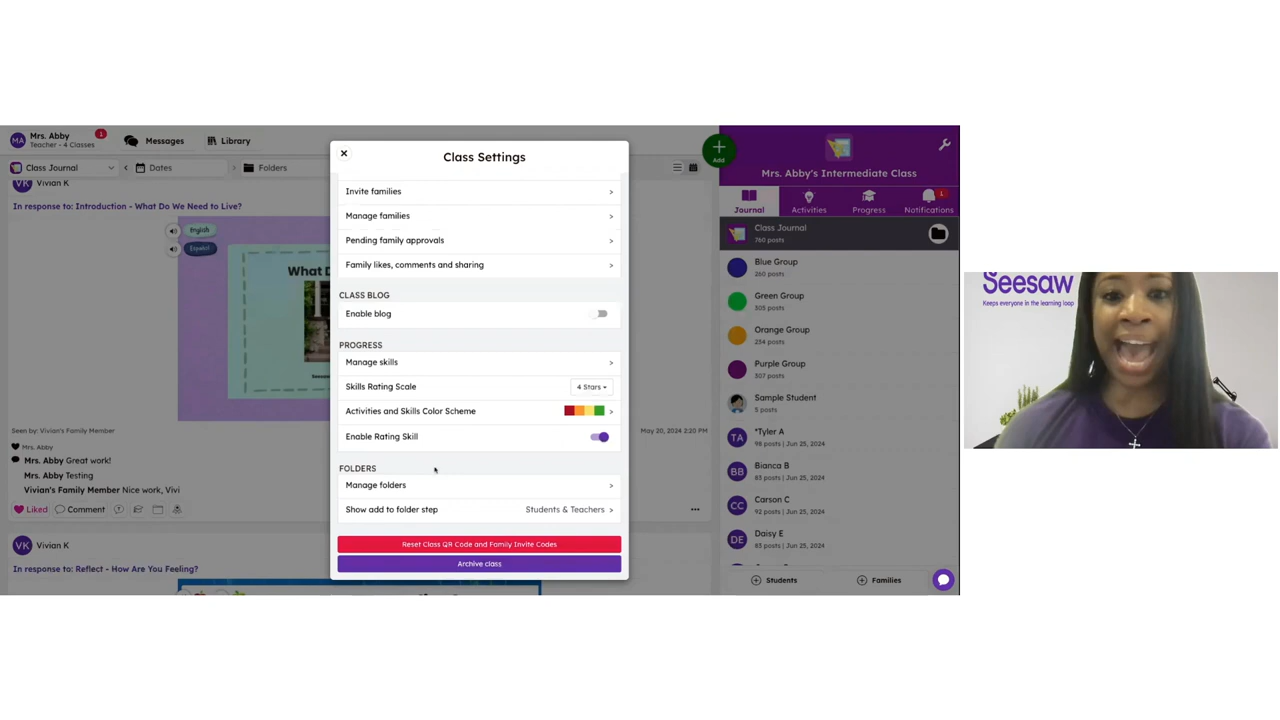 MA
Mrs. Abby
1
Teacher - 4 Classes
Messages
Library
Class Journal
Dates
Folders
VK
Vivian K
In response to: Introduction - What Do We Need to Live?
English
Español
What D
Seen by: Vivian's Family Member
May 20, 2024 2:20 PM
Mrs. Abby
Mrs. Abby Great work!
Mrs. Abby Testing
Vivian's Family Member Nice work, Vivi
Liked
Comment
VK
Vivian K
In response to: Reflect - How Are You Feeling?
Class Settings
Invite families
Manage families
Pending family approvals
Family likes, comments and sharing
CLASS BLOG
Enable blog
PROGRESS
Manage skills
Skills Rating Scale
4 Stars
Activities and Skills Color Scheme
Enable Rating Skill
FOLDERS
Manage folders
Show add to folder step
Students & Teachers
Reset Class QR Code and Family Invite Codes
Archive class
Add
Mrs. Abby's Intermediate Class
Journal
Activities
Progress
Notifications
1
Class Journal
760 posts
Blue Group
260 posts
Green Group
305 posts
Orange Group
234 posts
Purple Group
307 posts
Sample Student
5 posts
TA
*Tyler A
98 posts | Jun 25, 2024
BB
Bianca B
83 posts | Jun 25, 2024
CC
Carson C
92 posts | Jun 25, 2024
DE
Daisy E
83 posts | Jun 25, 2024
Students
Families
Seesaw
Keeps everyone in the learning loop